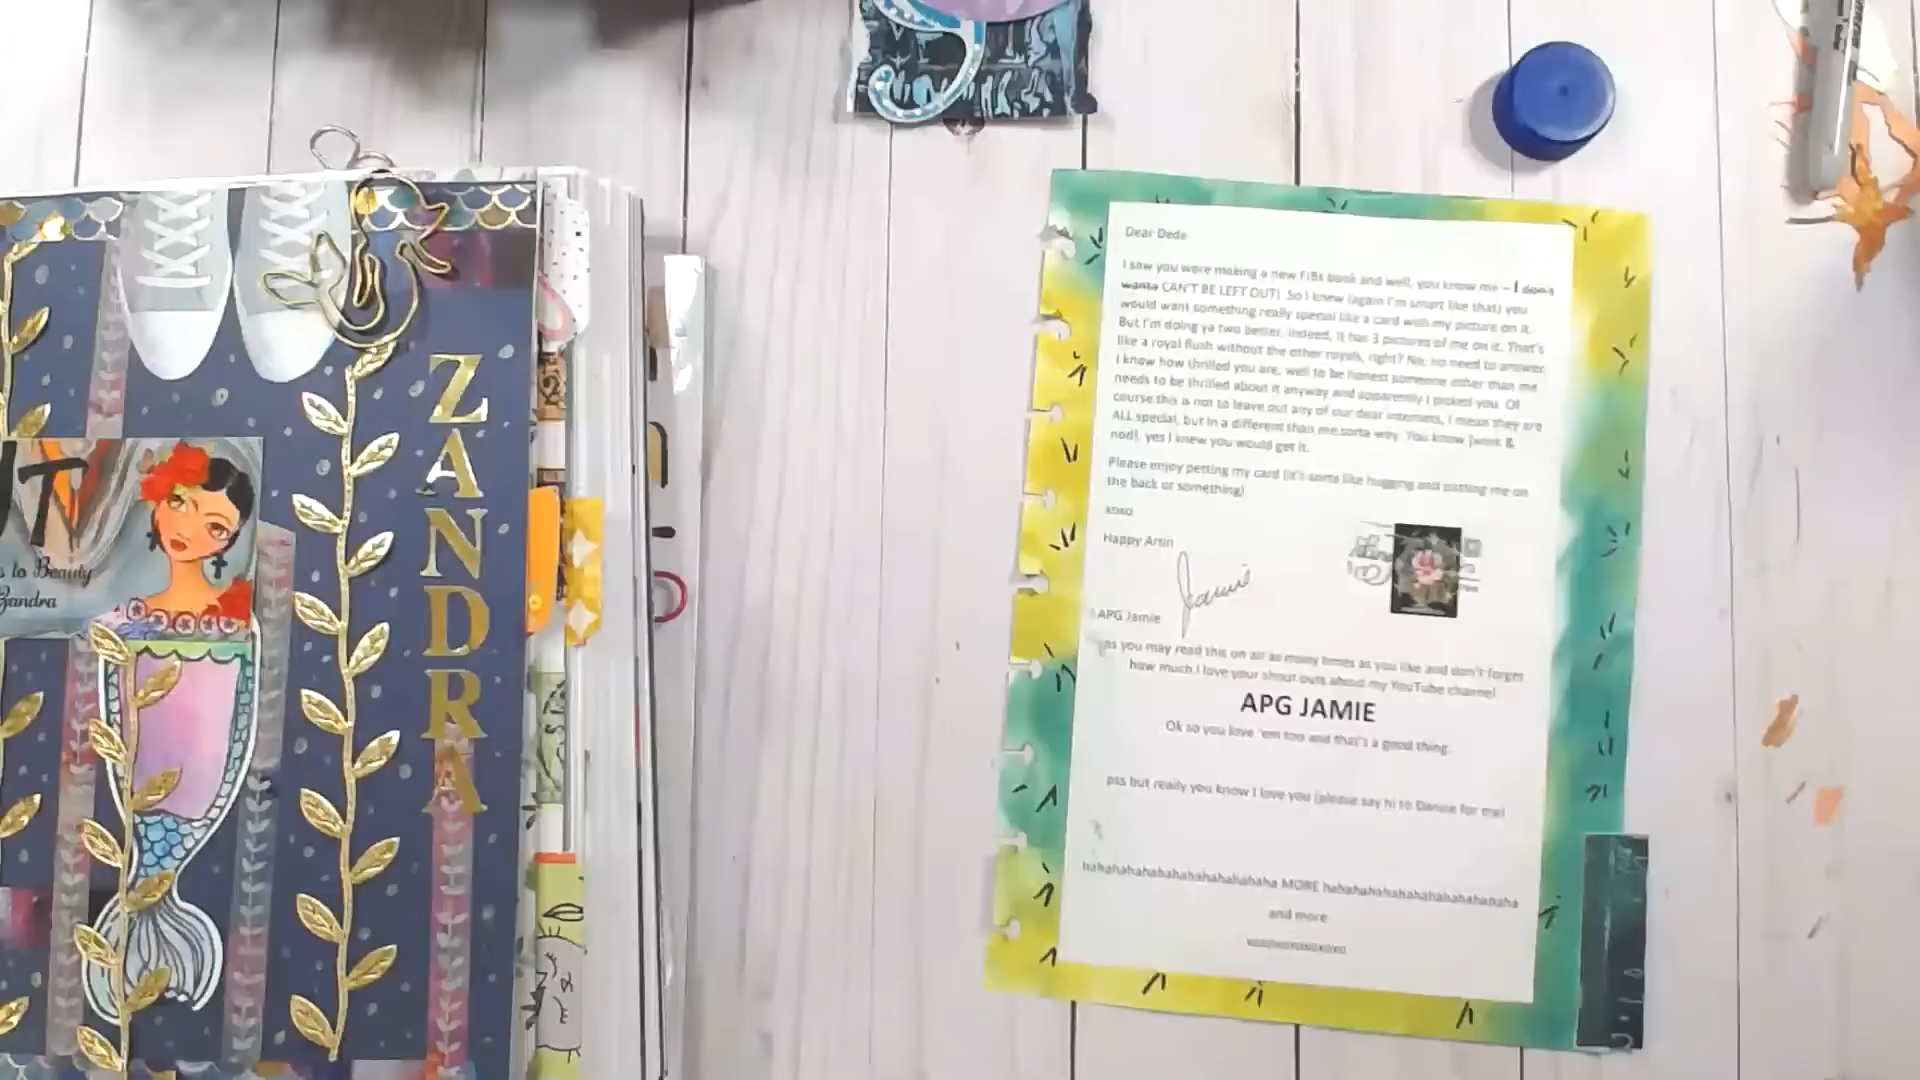 UT
s to Beauty
Zandra
ZANDRA
Dear Dede
I saw you were making a new FIBs book and well, you know me – I don't
wanta CAN'T BE LEFT OUT! So I knew (again I'm smart like that) you
would want something really special like a card with my picture on it.
But I'm doing ya two better, indeed, it has 3 pictures of me on it. That's
like a royal flush without the other royals, right? No, no need to answer
I know how thrilled you are, well to be honest someone other than me
needs to be thrilled about it anyway and apparently I picked you. Of
course this is not to leave out any of our dear internets, I mean they are
ALL special, but in a different than me sorta way. You know (wink &
nod), yes I knew you would get it.
Please enjoy petting my card (it's sorta like hugging and patting me on
the back or something)
xoxo
Happy Artin
Jamie
APG Jamie
ps you may read this on air as many times as you like and don't forget
how much I love your shout outs about my YouTube channel
APG JAMIE
Ok so you love 'em too and that's a good thing.
pss but really you know I love you (please say hi to Danise for me)
hahahahahahahahahahahahaha MORE hahahahahahahahahahahahahaha
and more